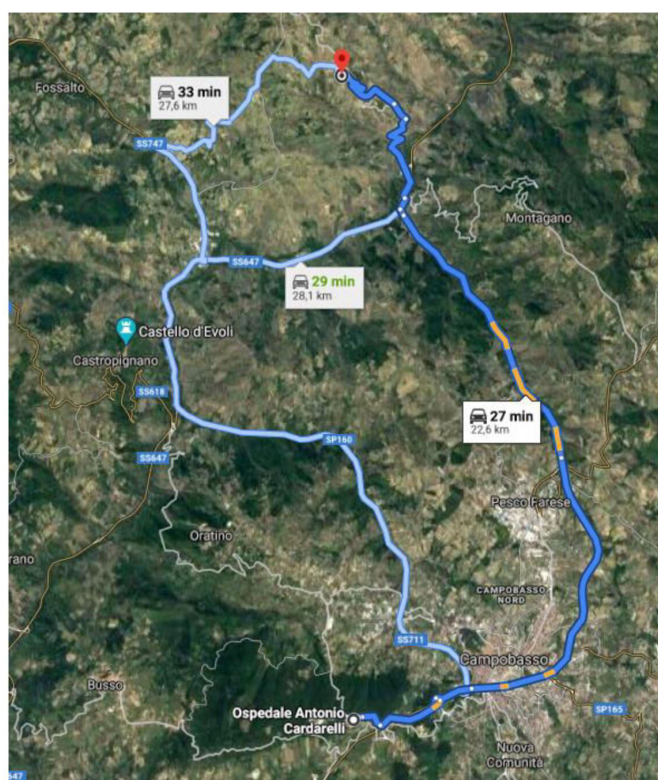 Fossalto
33 min
27,6 km
SS747
Montagano
SS647
29 min
28,1 km
Castello d'Evoli
Castropignano
SS618
27 min
22,6 km
SP160
SS647
Pesco Farese
Oratino
rano
CAMPOBASSO
NORD
SS711
Campobasso
Busso
Ospedale Antonio
Cardarelli
SP165
Nuova
Comunità
647